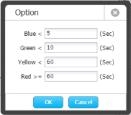 Option
Blue < 5 (Sec)
Green < 10 (Sec)
Yellow < 60 (Sec)
Red >= 60 (Sec)
OK Cancel